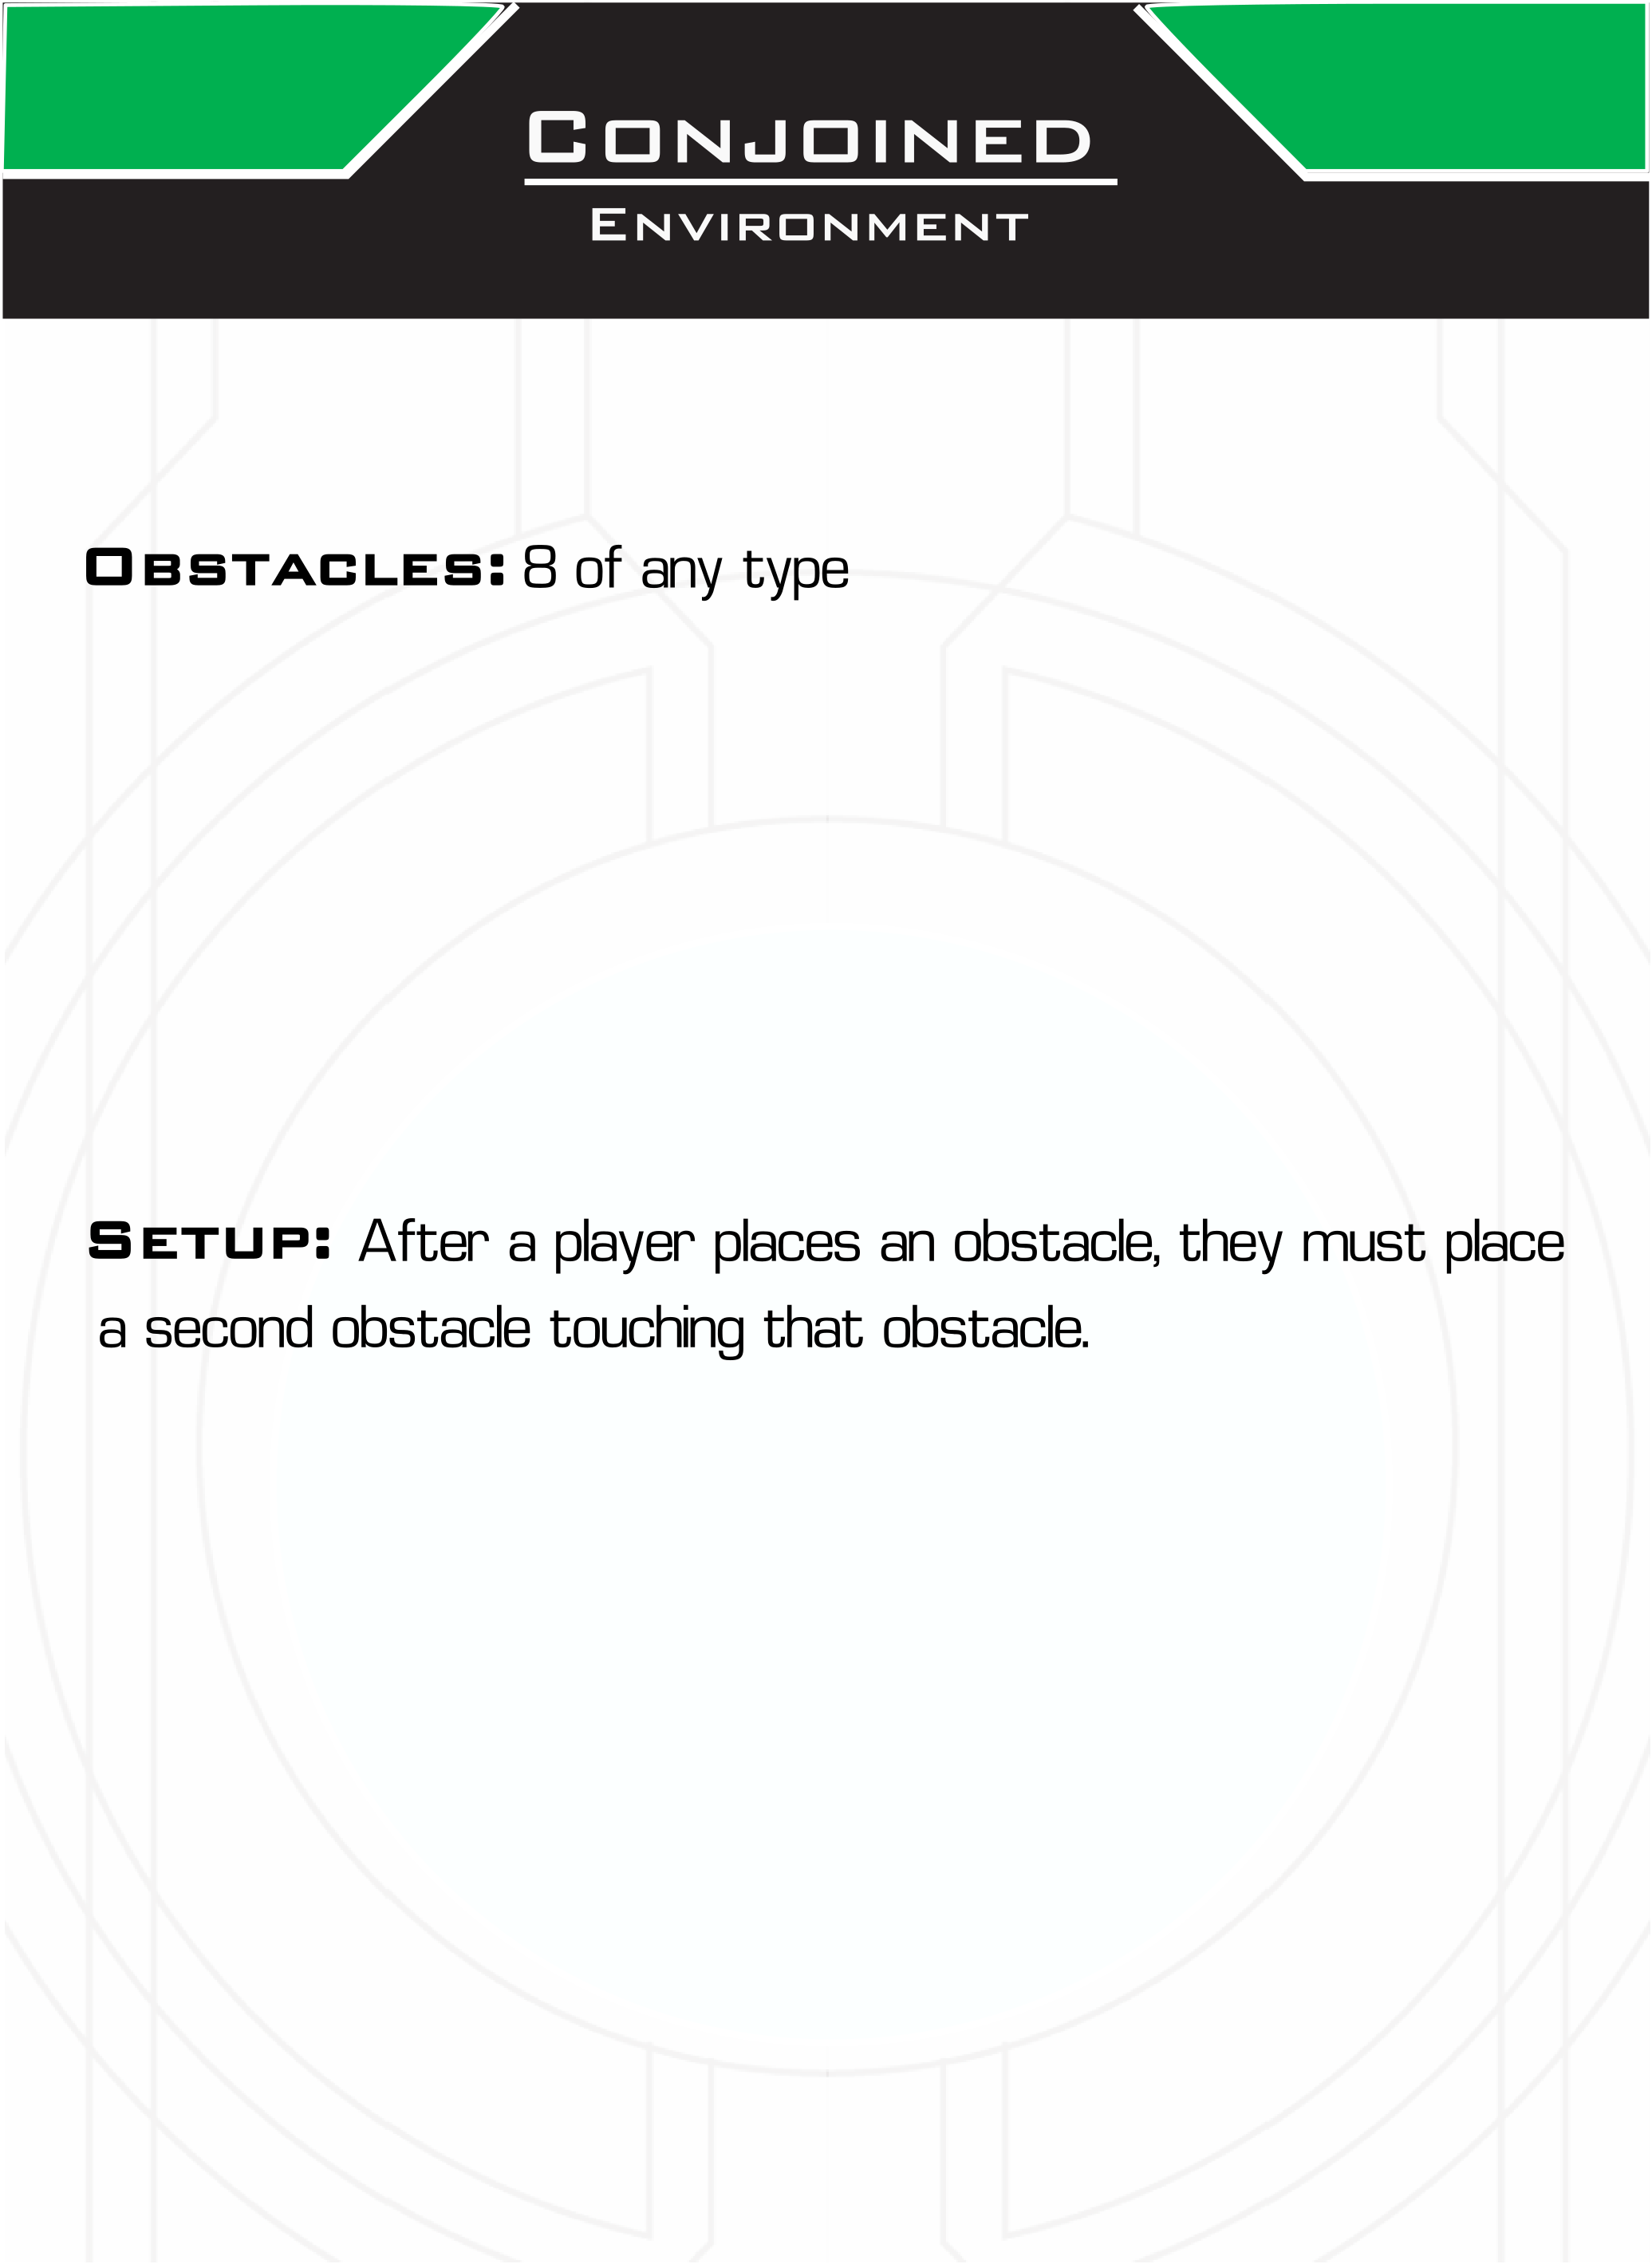 Conjoined
Environment
Obstacles: 8 of any type
Setup: After a player places an obstacle, they must place
a second obstacle touching that obstacle.